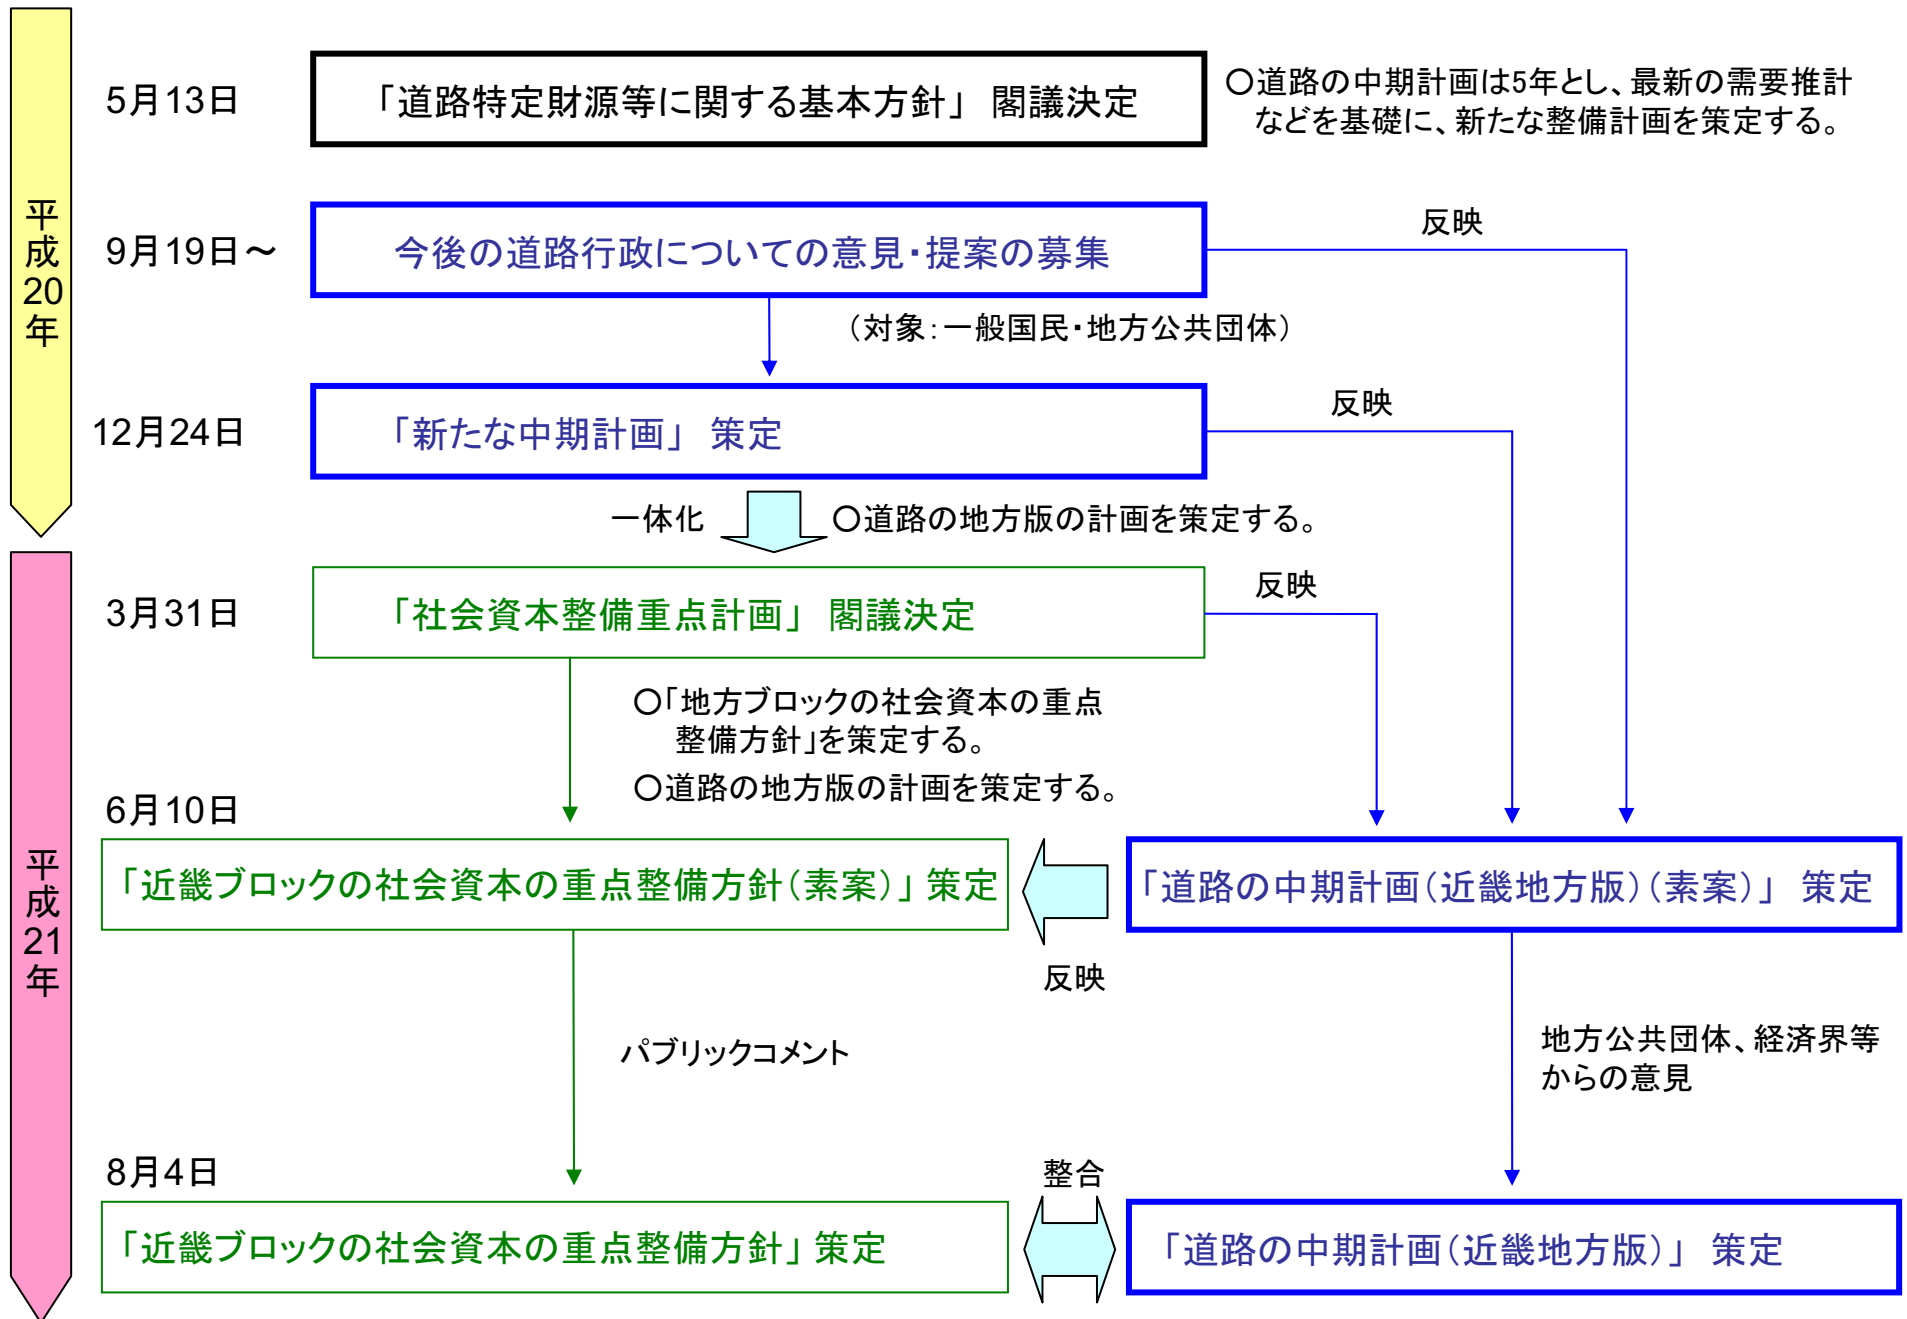 平成20年
5月13日
「道路特定財源等に関する基本方針」 閣議決定
〇道路の中期計画は5年とし、最新の需要推計
などを基礎に、新たな整備計画を策定する。
9月19日～
今後の道路行政についての意見・提案の募集
反映
（対象：一般国民・地方公共団体）
12月24日
「新たな中期計画」 策定
反映
一体化
〇道路の地方版の計画を策定する。
平成21年
3月31日
「社会資本整備重点計画」 閣議決定
反映
〇「地方ブロックの社会資本の重点
整備方針」を策定する。
〇道路の地方版の計画を策定する。
6月10日
「近畿ブロックの社会資本の重点整備方針（素案）」策定
「道路の中期計画（近畿地方版）（素案）」 策定
反映
パブリックコメント
地方公共団体、経済界等
からの意見
8月4日
整合
「近畿ブロックの社会資本の重点整備方針」策定
「道路の中期計画（近畿地方版）」 策定